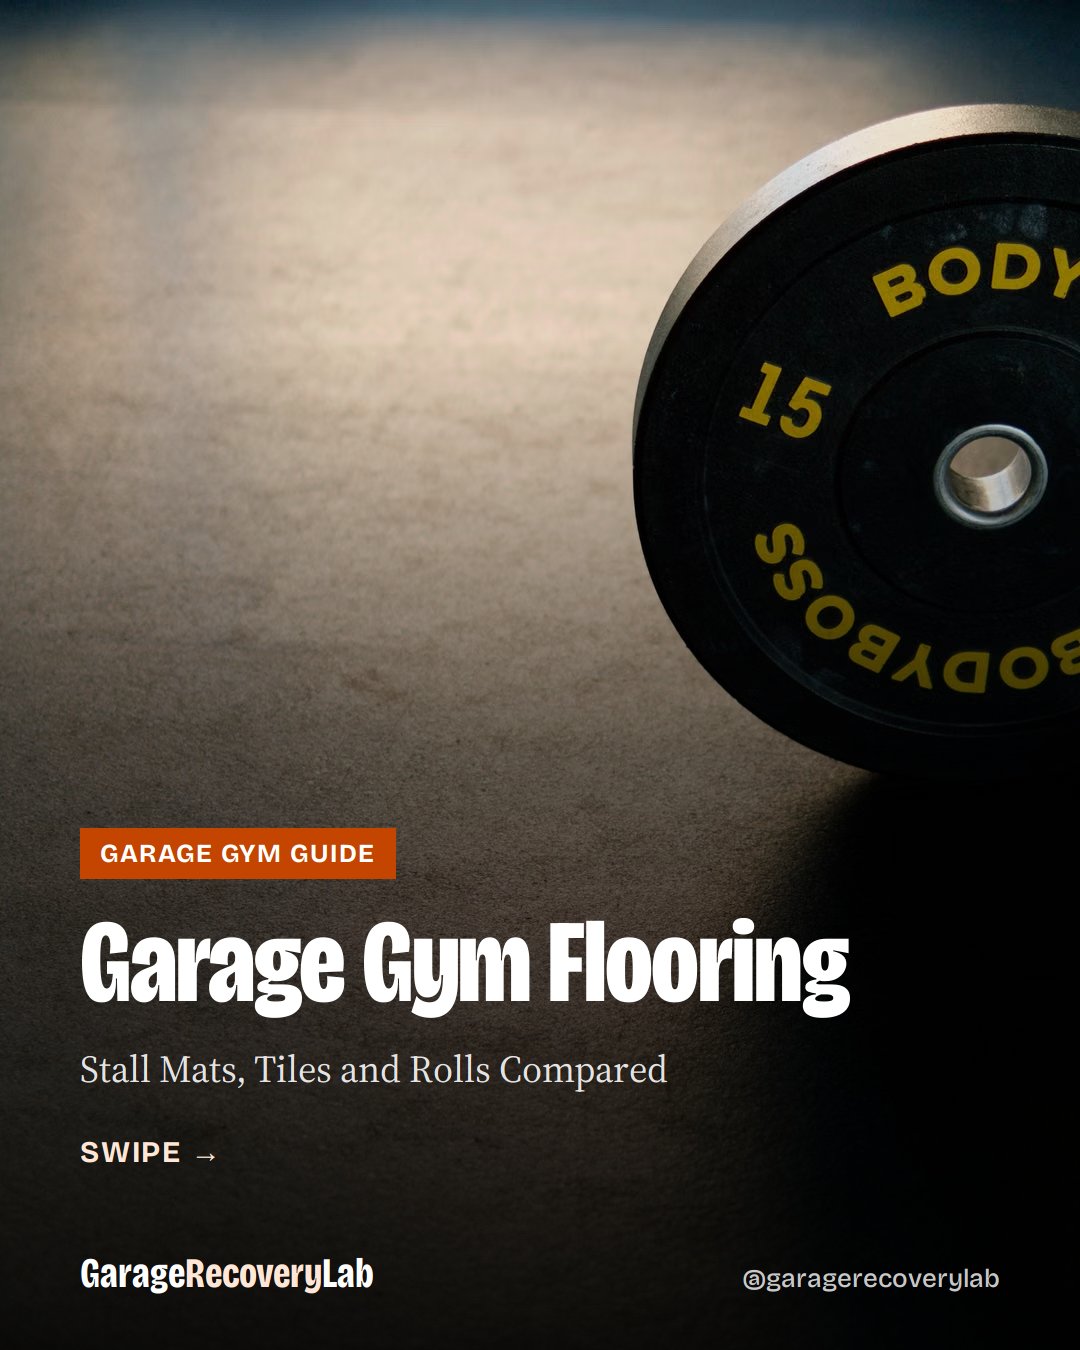 BODY
15
BODYBOSS
GARAGE GYM GUIDE
Garage Gym Flooring
Stall Mats, Tiles and Rolls Compared
SWIPE →
GarageRecoveryLab
@garagerecoverylab